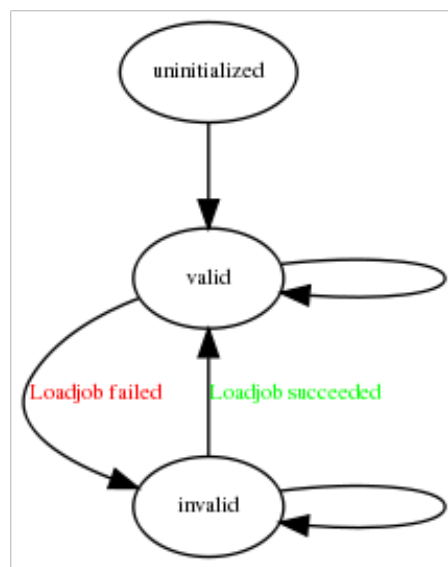 uninitialized
valid
Loadjob failed
Loadjob succeeded
invalid